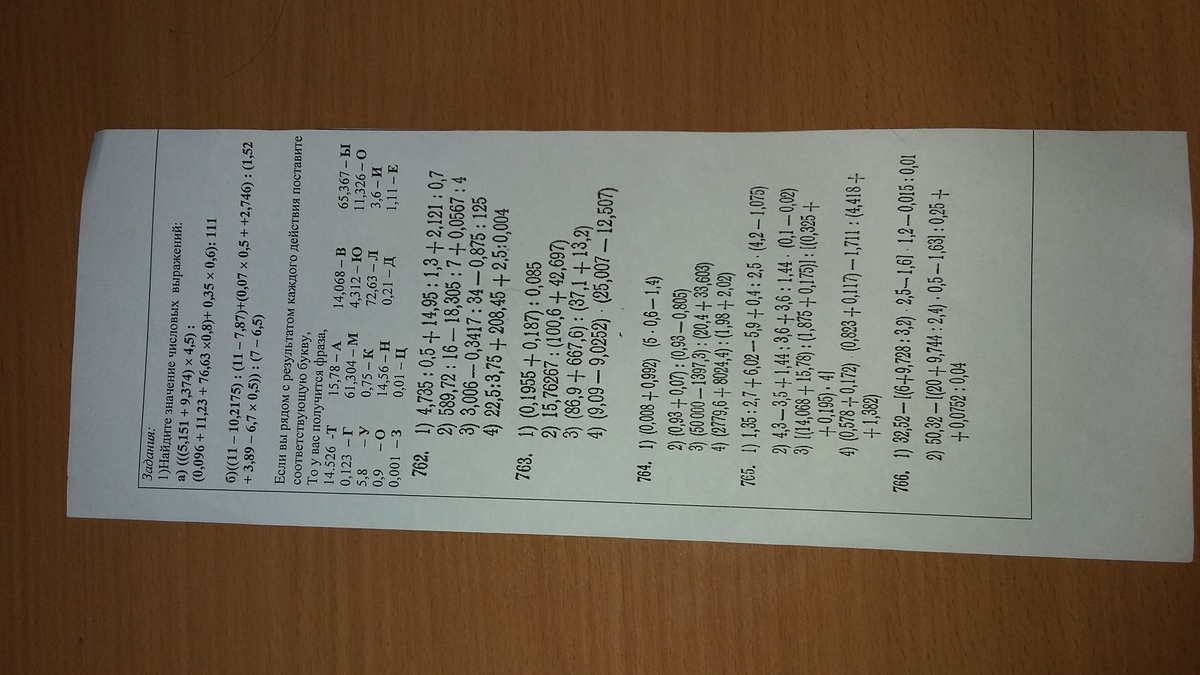 Задания:
1)Найдите значение числовых выражений:
а) (((5,151 + 9,374) × 4,5) :
(0,096 + 11,23 + 76,63 ×0,8)+ 0,35 × 0,6): 111
б)((11 – 10,2175) : (11 – 7,87)+(0,07 × 0,5 + +2,746) : (1,52
+ 3,89 – 6,7 × 0,5)) : (7 – 6,5)
Если вы рядом результатом каждого действия поставите
соответствующую букву,
То у вас получится фраза,
14.526 -Т 15,78 – А 14,068 – В 65,367 – Ы
0,123 – Г 61,304 – М 4,312 – Ю 11,326 – О
5,8 – У 0,75 – К 72,63 – Л 3,6 – И
0,9 – О 14,56 – Н 0,21 – Д 1,11 – Е
0,001 – З 0,01 – Ц
762. 1) 4,735 : 0,5 + 14,95 : 1,3 + 2,121 : 0,7
2) 589,72 : 16 – 18,305 : 7 + 0,0567 : 4
3) 3,006 – 0,3417 : 34 – 0,875 : 125
4) 22,5:3,75 + 208,45 + 2,5:0,004
763. 1) (0,1955 + 0,187) : 0,085
2) 15,76267 : (100,6 + 42,697)
3) (86,9 + 667,6) : (37,1 + 13,2)
4) (9,09 – 9,0252) · (25,007 – 12,507)
764. 1) (0,008 + 0,992) (5 · 0,6 – 1,4)
2) (0,93 + 0,07) : (0,93 – 0,805)
3) (50 000 – 1397,3) : (20,4 + 33,603)
4) (2779,6 + 8024,4) : (1,98 + 2,02)
765. 1) 1,35 : 2,7 + 6,02 – 5,9 + 0,4 : 2,5 · (4,2 – 1,075)
2) 4,3 – 3,5 + 1,44 : 3,6 + 3,6 : 1,44 · (0,1 – 0,02)
3) [(14,068 + 15,78) : (1,875 + 0,175)] : [(0,325 +
+ 0,195) · 4]
4) (0,578 + 0,172) (0,823 + 0,117) – 1,711 : (4,418 +
+ 1,382)
766. 1) 32,52 – [(6 + 9,728 : 3,2) 2,5 – 1,6] · 1,2 – 0,015 : 0,01
2) 50,32 – [(20 + 9,744 : 2,4) · 0,5 – 1,63] : 0,25 +
+ 0,0762 : 0,04